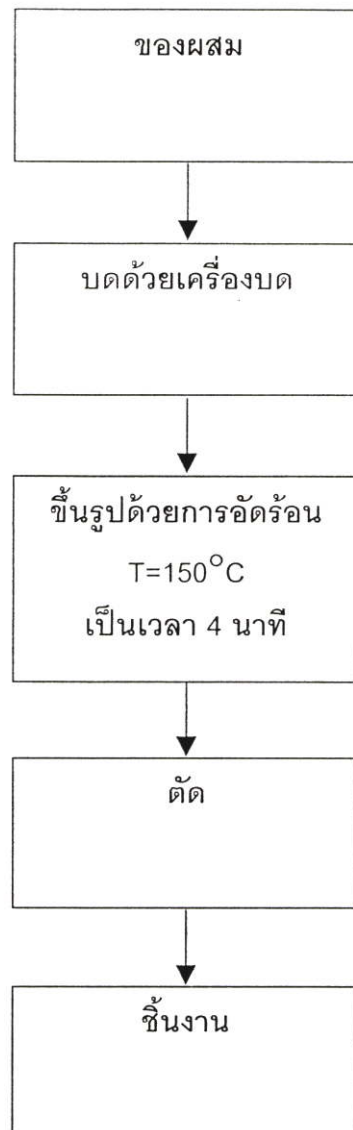 ของผสม
บดด้วยเครื่องบด
ขึ้นรูปด้วยการอัดร้อน
T=150°C
เป็นเวลา 4 นาที
ตัด
ชิ้นงาน